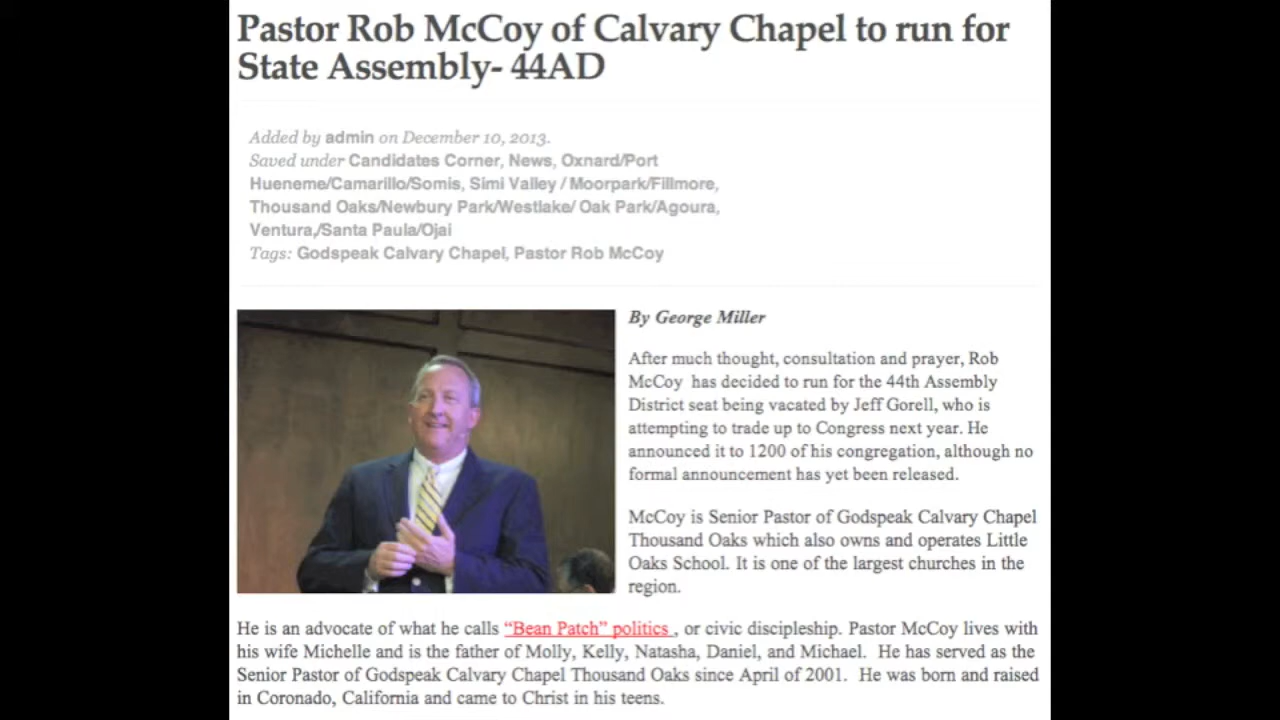 Pastor Rob McCoy of Calvary Chapel to run for
State Assembly- 44AD
Added by admin on December 10, 2013.
Saved under Candidates Corner, News, Oxnard/Port
Hueneme/Camarillo/Somis, Simi Valley / Moorpark/Fillmore,
Thousand Oaks/Newbury Park/Westlake/ Oak Park/Agoura,
Ventura,/Santa Paula/Ojai
Tags: Godspeak Calvary Chapel, Pastor Rob McCoy
By George Miller
After much thought, consultation and prayer, Rob
McCoy has decided to run for the 44th Assembly
District seat being vacated by Jeff Gorell, who is
attempting to trade up to Congress next year. He
announced it to 1200 of his congregation, although no
formal announcement has yet been released.
McCoy is Senior Pastor of Godspeak Calvary Chapel
Thousand Oaks which also owns and operates Little
Oaks School. It is one of the largest churches in the
region.
He is an advocate of what he calls “Bean Patch” politics , or civic discipleship. Pastor McCoy lives with
his wife Michelle and is the father of Molly, Kelly, Natasha, Daniel, and Michael. He has served as the
Senior Pastor of Godspeak Calvary Chapel Thousand Oaks since April of 2001. He was born and raised
in Coronado, California and came to Christ in his teens.